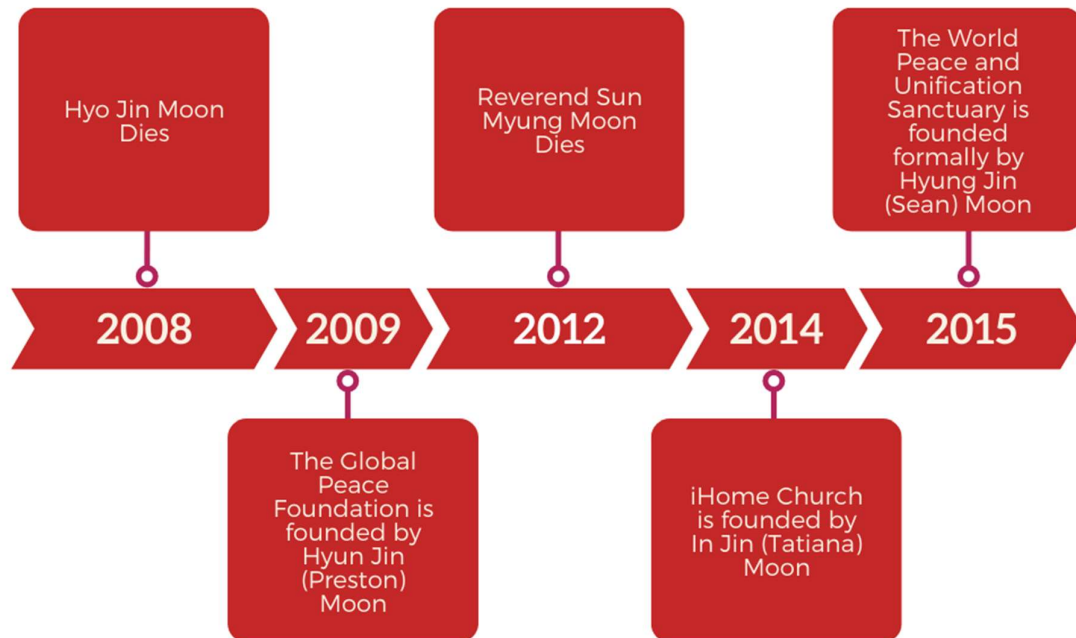 Hyo Jin Moon
Dies
Reverend Sun
Myung Moon
Dies
The World
Peace and
Unification
Sanctuary is
founded
formally by
Hyung Jin
(Sean) Moon
2008
2009
2012
2014
2015
The Global
Peace
Foundation is
founded by
Hyun Jin
(Preston)
Moon
iHome Church
is founded by
In Jin (Tatiana)
Moon